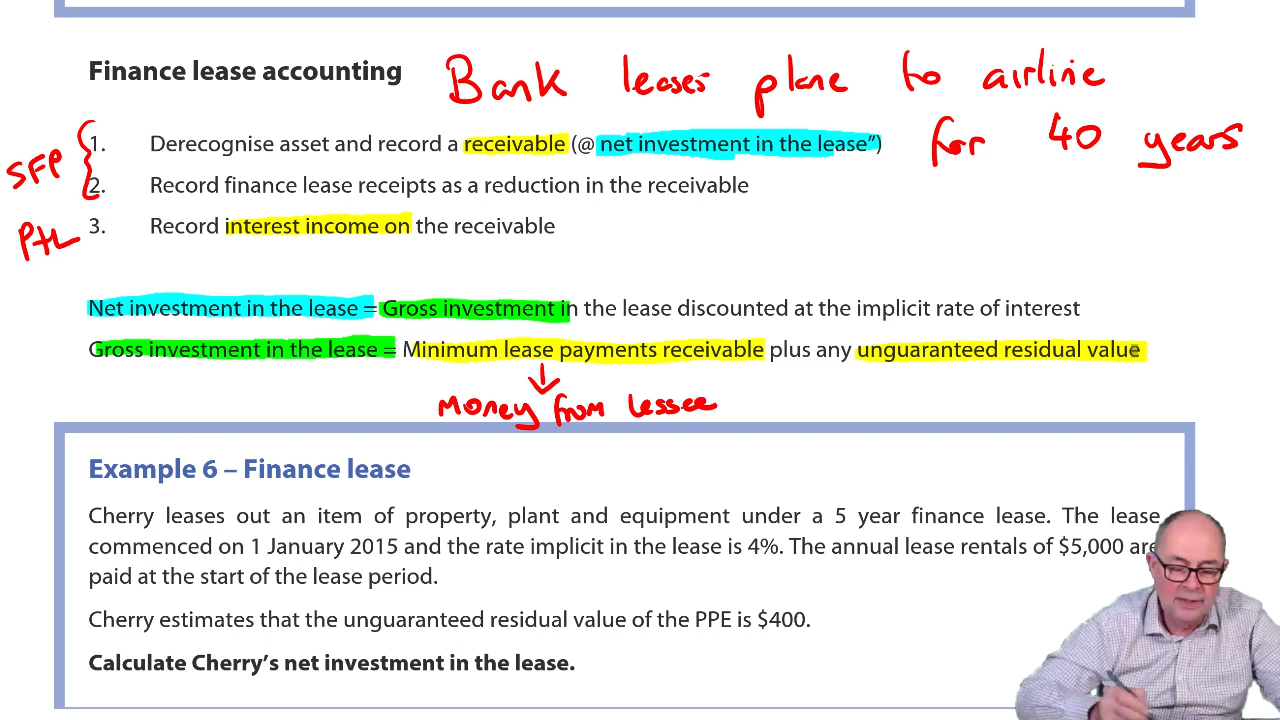 Finance lease accounting Bank leases plane to airline
for 40 years
SFP
1. Derecognise asset and record a receivable (@ net investment in the lease”)
2. Record finance lease receipts as a reduction in the receivable
P+L
3. Record interest income on the receivable
Net investment in the lease = Gross investment in the lease discounted at the implicit rate of interest
Gross investment in the lease = Minimum lease payments receivable plus any unguaranteed residual value
Money from lessee
Example 6 – Finance lease
Cherry leases out an item of property, plant and equipment under a 5 year finance lease. The lease
commenced on 1 January 2015 and the rate implicit in the lease is 4%. The annual lease rentals of $5,000 are
paid at the start of the lease period.
Cherry estimates that the unguaranteed residual value of the PPE is $400.
Calculate Cherry’s net investment in the lease.